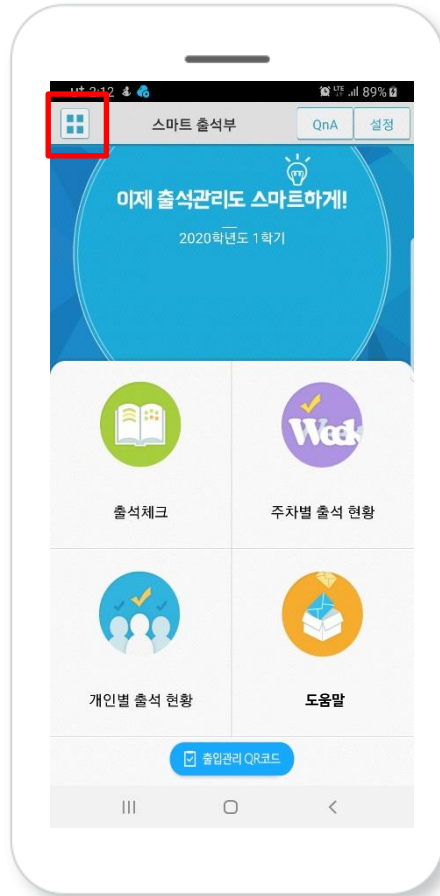 89%
스마트 출석부
QnA
설정
이제 출석관리도 스마트하게!
2020학년도 1학기
Week
출석체크
주차별 출석 현황
개인별 출석 현황
도움말
출입관리 QR코드